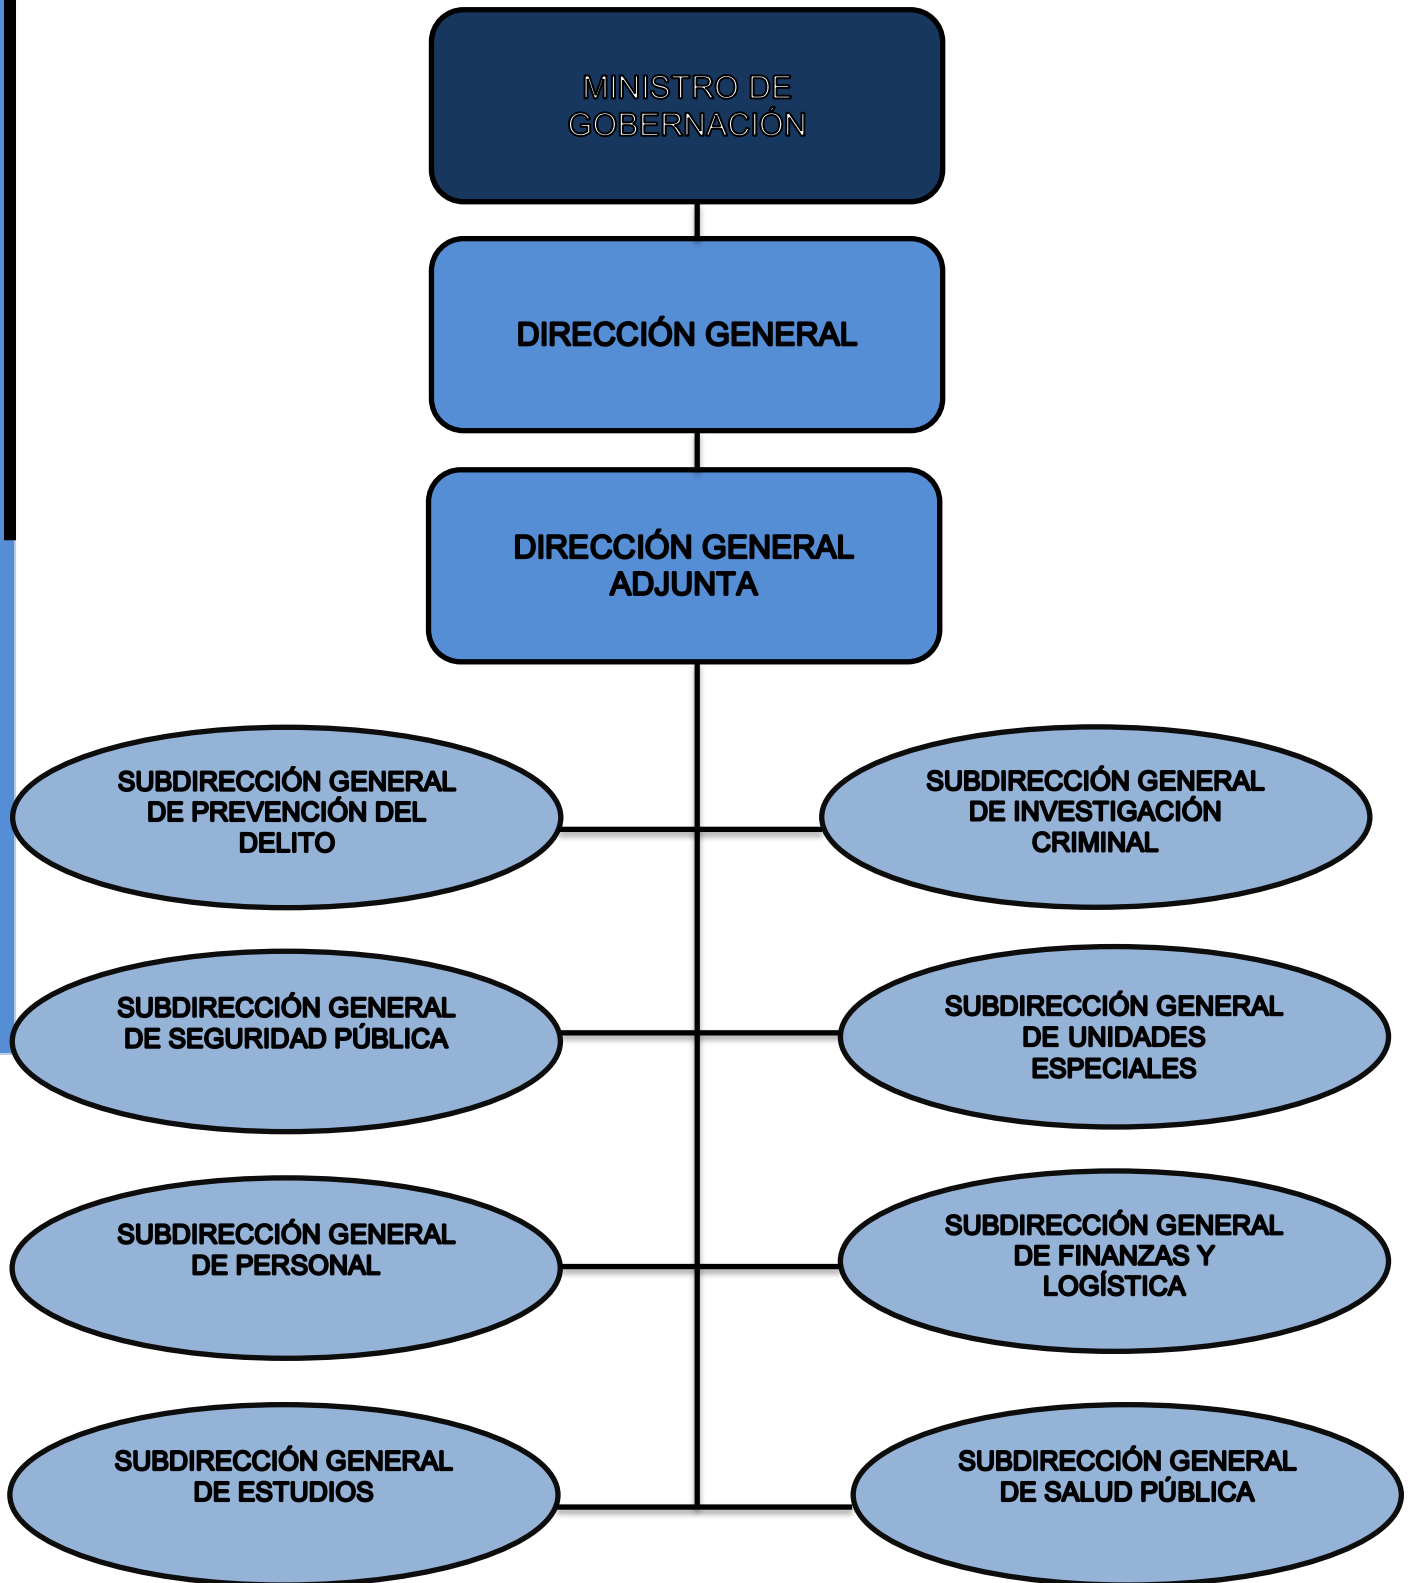 MINISTRO DE
GOBERNACIÓN
DIRECCIÓN GENERAL
DIRECCIÓN GENERAL
ADJUNTA
SUBDIRECCIÓN GENERAL
DE PREVENCIÓN DEL
DELITO
SUBDIRECCIÓN GENERAL
DE INVESTIGACIÓN
CRIMINAL
SUBDIRECCIÓN GENERAL
DE SEGURIDAD PÚBLICA
SUBDIRECCIÓN GENERAL
DE UNIDADES
ESPECIALES
SUBDIRECCIÓN GENERAL
DE PERSONAL
SUBDIRECCIÓN GENERAL
DE FINANZAS Y
LOGÍSTICA
SUBDIRECCIÓN GENERAL
DE ESTUDIOS
SUBDIRECCIÓN GENERAL
DE SALUD PÚBLICA